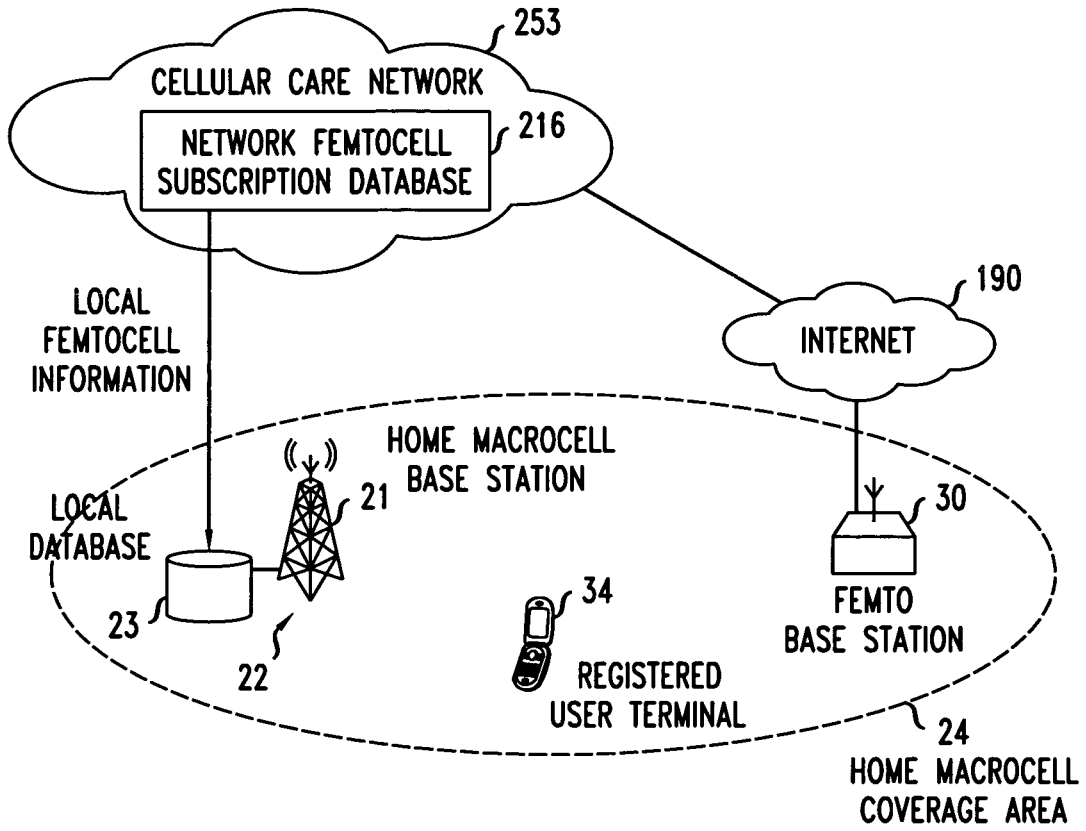 253
CELLULAR CARE NETWORK
NETWORK FEMTOCELL
SUBSCRIPTION DATABASE
216
LOCAL
FEMTOCELL
INFORMATION
190
INTERNET
HOME MACROCELL
BASE STATION
LOCAL
DATABASE
21
30
23
22
34
FEMTO
BASE STATION
REGISTERED
USER TERMINAL
24
HOME MACROCELL
COVERAGE AREA